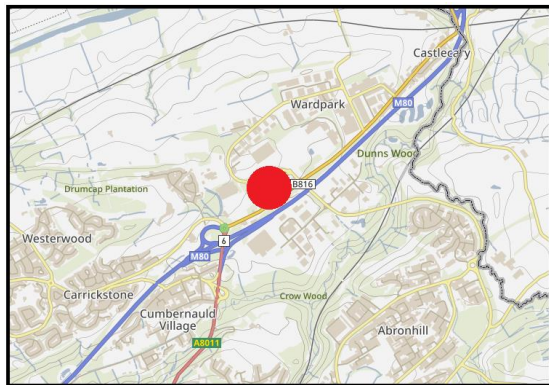 Castlecary
Wardpark
M80
Dunns Wood
B816
Drumcap Plantation
Westerwood
6
M80
Carrickstone
Crow Wood
Cumbernauld
Village
Abronhill
A8011